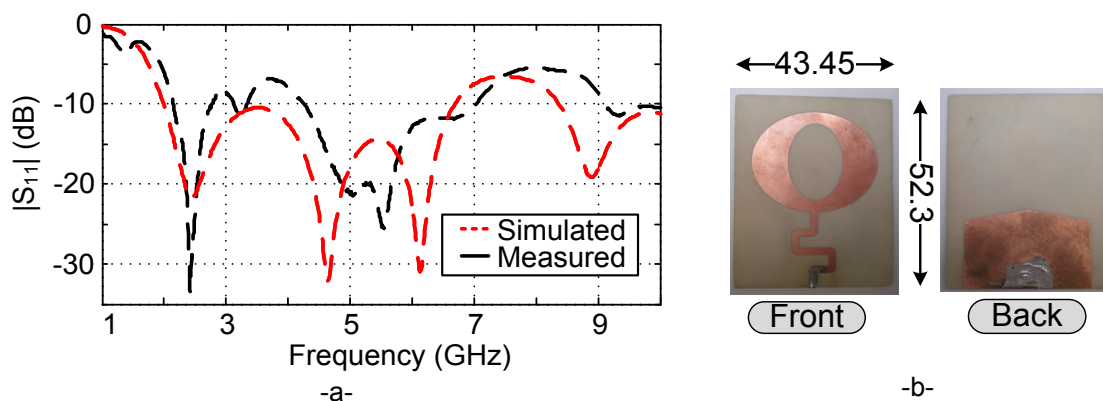 0
-10
-20
-30
|S11| (dB)
Simulated
Measured
1 3 5 7 9
Frequency (GHz)
-a-
43.45
52.3
Front
Back
-b-